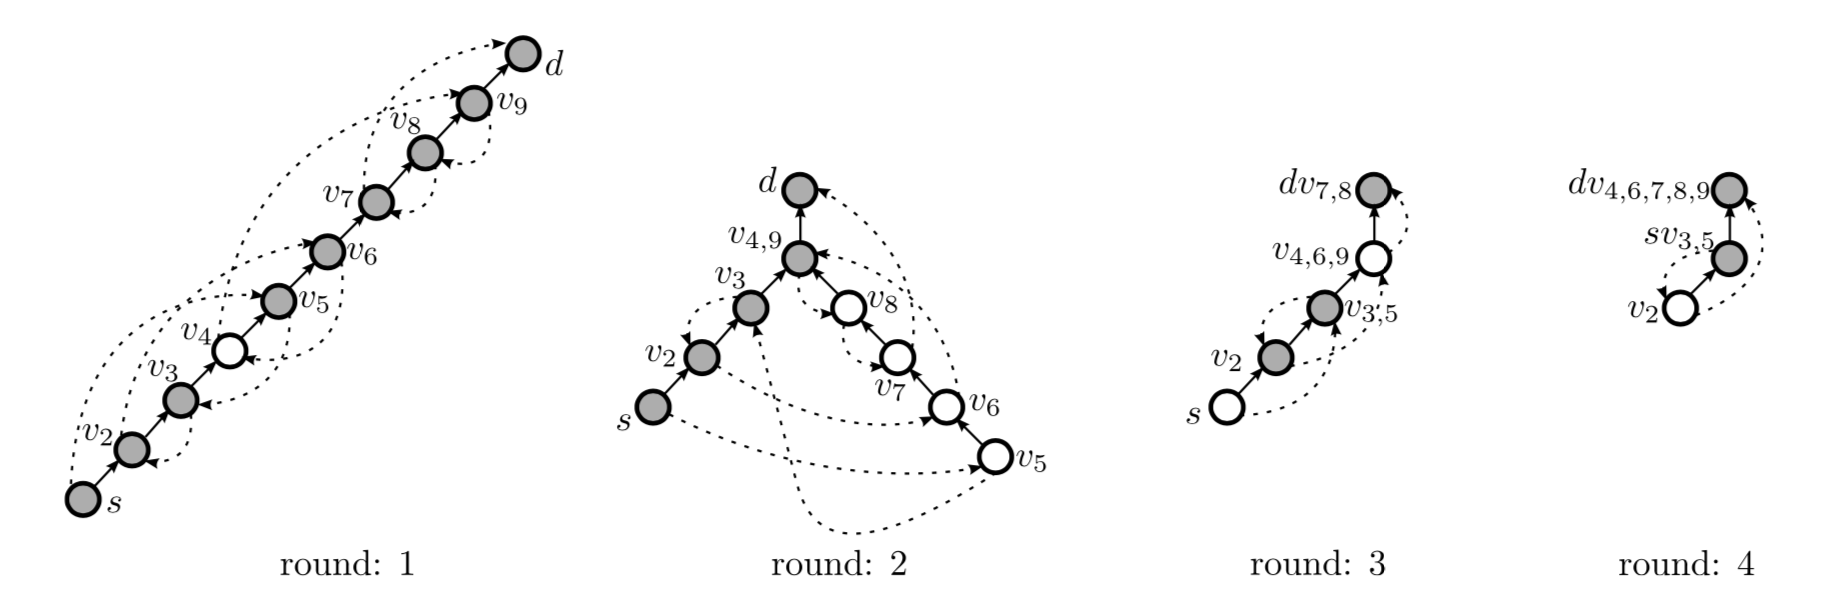 d
v9
v8
v7
v6
v5
v4
v3
v2
s
round: 1
d
v4,9
v3
v8
v2
v7
v6
s
v5
round: 2
dv7,8
v4,6,9
v3,5
v2
s
round: 3
dv4,6,7,8,9
sv3,5
v2
round: 4